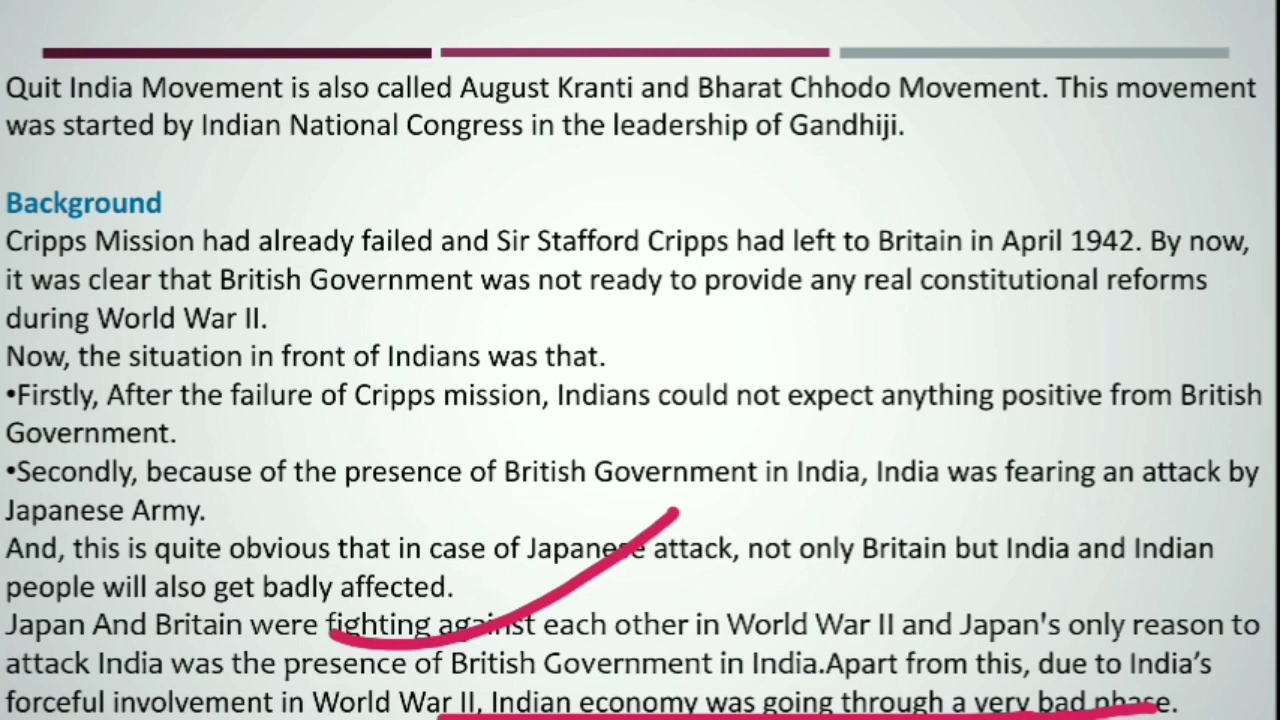 Quit India Movement is also called August Kranti and Bharat Chhodo Movement. This movement
was started by Indian National Congress in the leadership of Gandhiji.
Background
Cripps Mission had already failed and Sir Stafford Cripps had left to Britain in April 1942. By now,
it was clear that British Government was not ready to provide any real constitutional reforms
during World War II.
Now, the situation in front of Indians was that.
•Firstly, After the failure of Cripps mission, Indians could not expect anything positive from British
Government.
•Secondly, because of the presence of British Government in India, India was fearing an attack by
Japanese Army.
And, this is quite obvious that in case of Japanese attack, not only Britain but India and Indian
people will also get badly affected.
Japan And Britain were fighting against each other in World War II and Japan's only reason to
attack India was the presence of British Government in India.Apart from this, due to India’s
forceful involvement in World War II, Indian economy was going through a very bad phase.